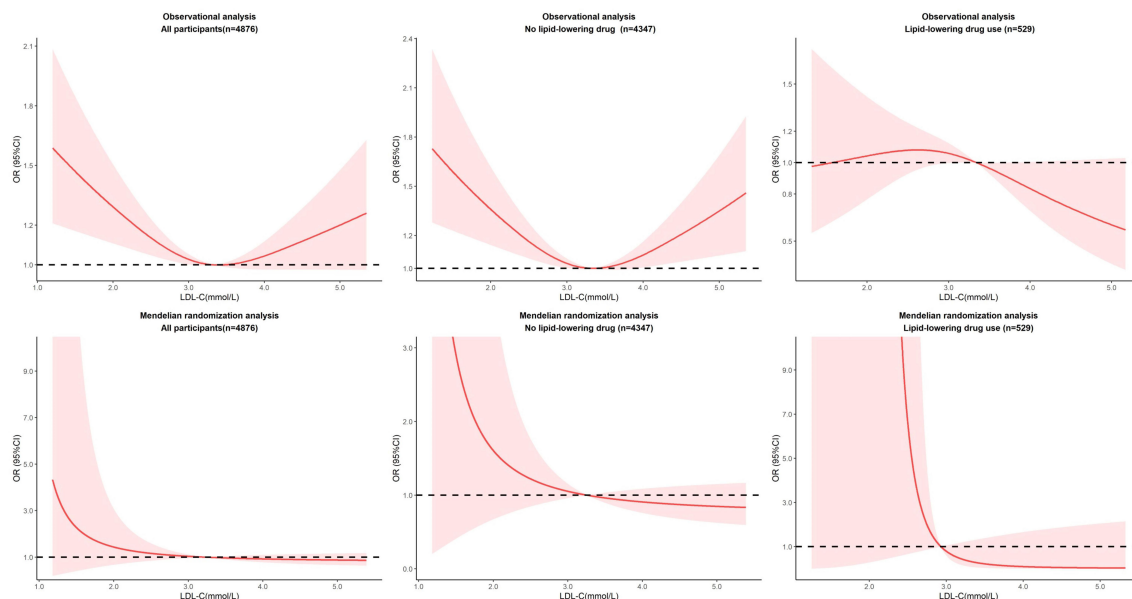 Observational analysis
All participants(n=4876)
2.1
1.8
1.5
1.2
1.0
OR (95%CI)
1.0
2.0
3.0
4.0
5.0
LDL-C(mmol/L)
Observational analysis
No lipid-lowering drug (n=4347)
2.4
2.1
1.8
1.5
1.2
1.0
OR (95%CI)
2.0
3.0
4.0
5.0
LDL-C(mmol/L)
Observational analysis
Lipid-lowering drug use (n=529)
1.5
1.2
1.0
0.8
0.5
OR (95%CI)
2.0
3.0
4.0
5.0
LDL-C(mmol/L)
Mendelian randomization analysis
All participants(n=4876)
9.0
7.0
5.0
3.0
1.0
OR (95%CI)
1.0
2.0
3.0
4.0
5.0
LDL-C(mmol/L)
Mendelian randomization analysis
No lipid-lowering drug (n=4347)
3.0
2.0
1.0
0.0
OR (95%CI)
2.0
3.0
4.0
5.0
LDL-C(mmol/L)
Mendelian randomization analysis
Lipid-lowering drug use (n=529)
9.0
7.0
5.0
3.0
1.0
OR (95%CI)
2.0
3.0
4.0
5.0
LDL-C(mmol/L)